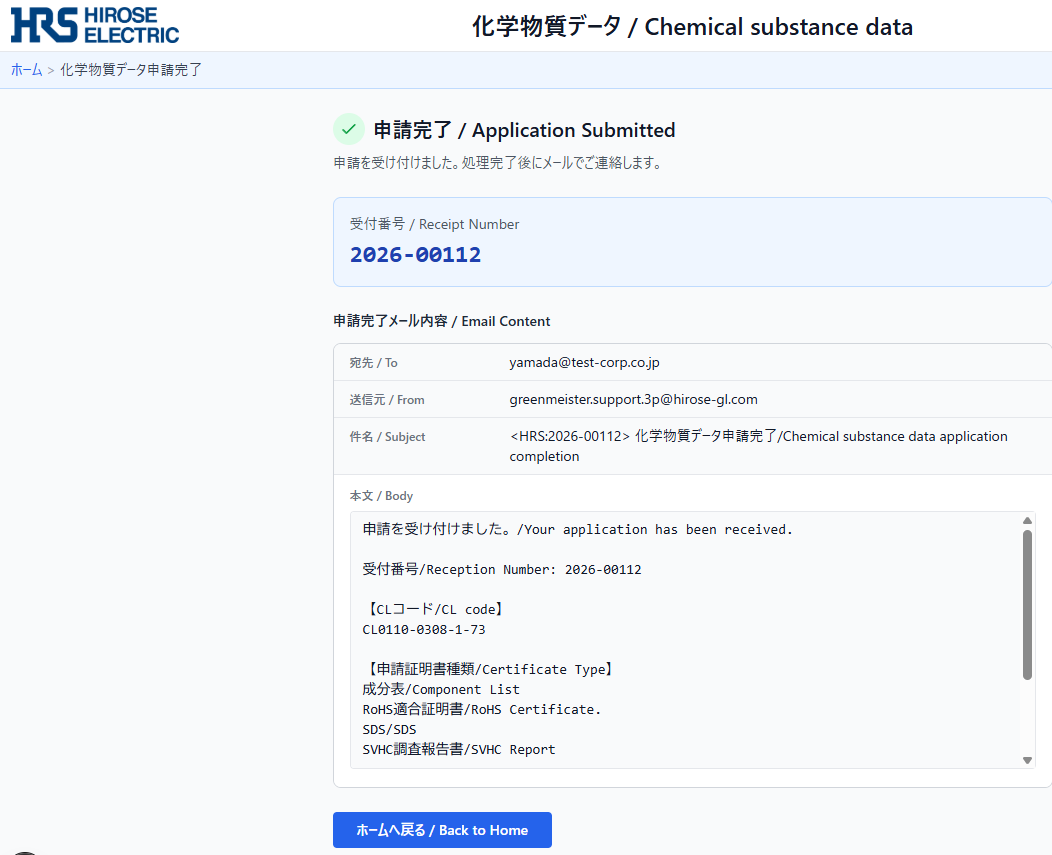 HRS HIROSE ELECTRIC
化学物質データ / Chemical substance data
ホーム > 化学物質データ申請完了
申請完了 / Application Submitted
申請を受け付けました。処理完了後にメールでご連絡します。
受付番号 / Receipt Number
2026-00112
申請完了メール内容 / Email Content
宛先 / To
yamada@test-corp.co.jp
送信元 / From
greenmeister.support.3p@hirose-gl.com
件名 / Subject
<HRS:2026-00112> 化学物質データ申請完了/Chemical substance data application
completion
本文 / Body
申請を受け付けました。/Your application has been received.
受付番号/Reception Number: 2026-00112
【CLコード/CL code】
CL0110-0308-1-73
【申請証明書種類/Certificate Type】
成分表/Component List
RoHS適合証明書/RoHS Certificate.
SDS/SDS
SVHC調査報告書/SVHC Report
ホームへ戻る / Back to Home